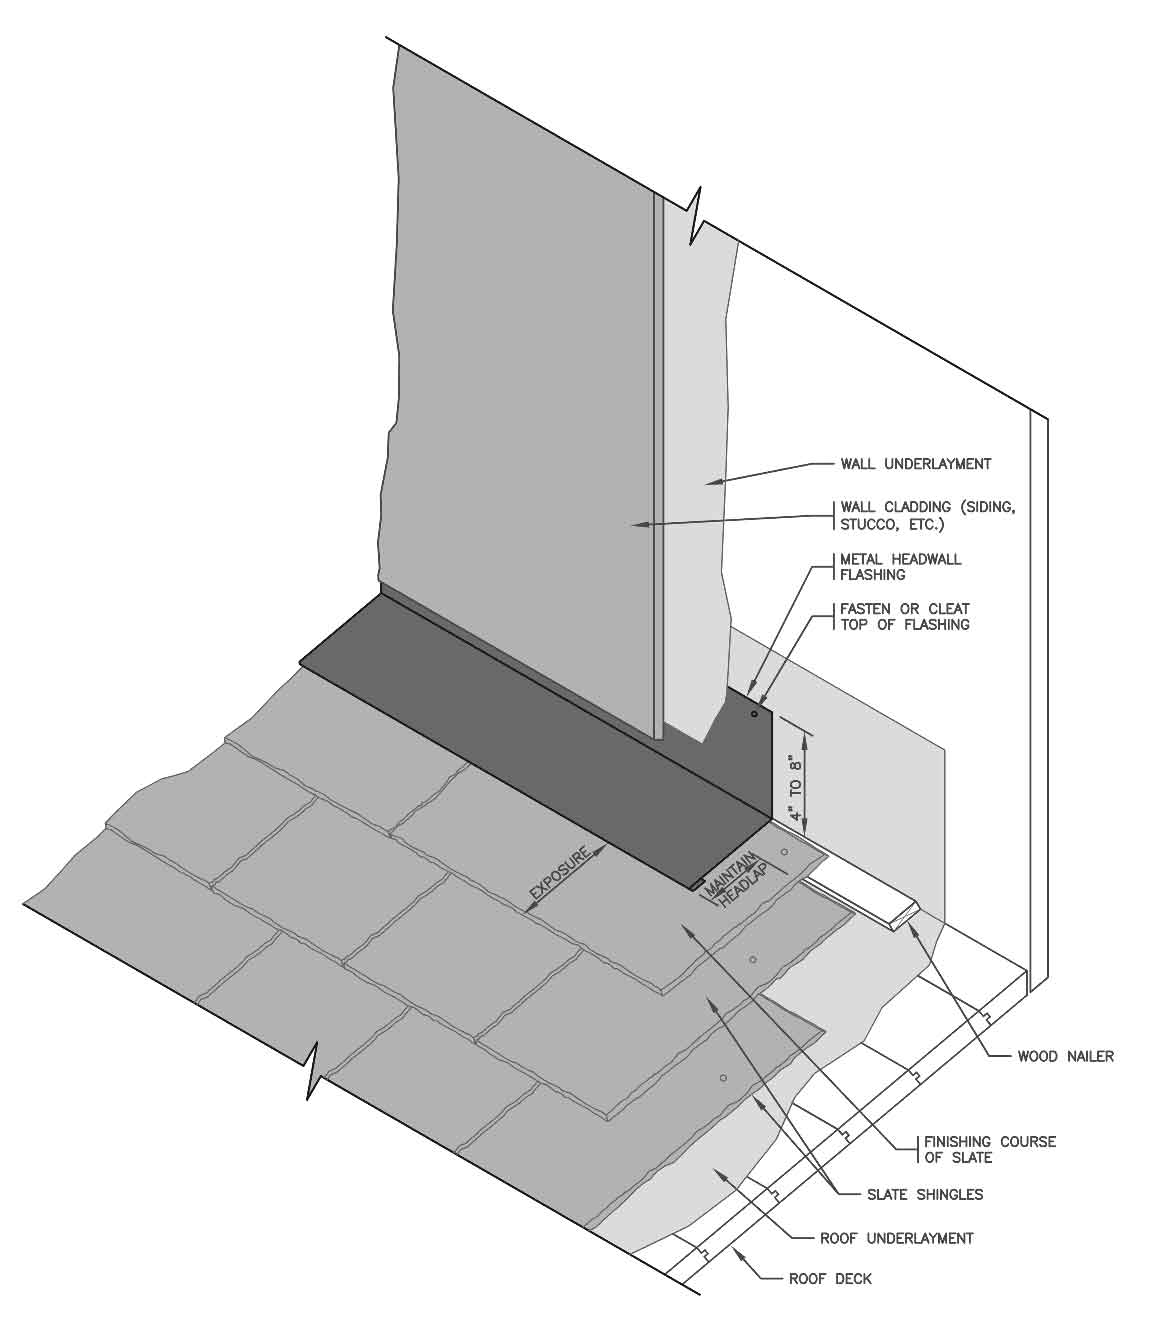 WALL UNDERLAYMENT
WALL CLADDING (SIDING,
STUCCO, ETC.)
METAL HEADWALL
FLASHING
FASTEN OR CLEAT
TOP OF FLASHING
4" TO 8"
EXPOSURE
MAINTAIN
HEADLAP
WOOD NAILER
FINISHING COURSE
OF SLATE
SLATE SHINGLES
ROOF UNDERLAYMENT
ROOF DECK